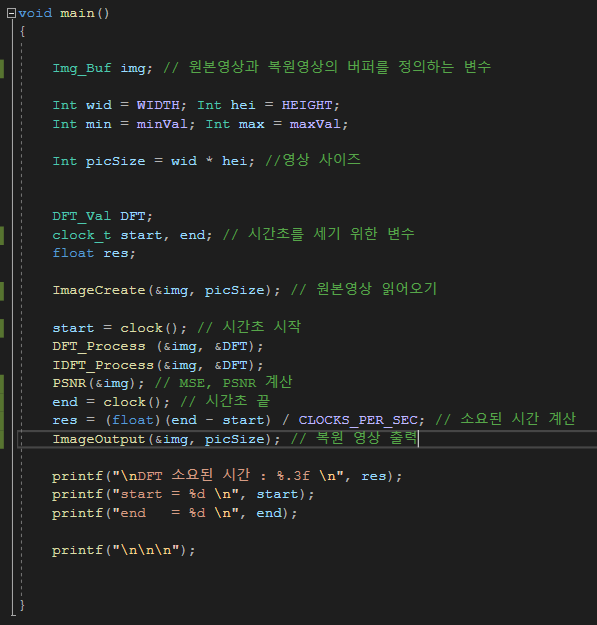 void main()
{
Img_Buf img; // 원본영상과 복원영상의 버퍼를 정의하는 변수
Int wid = WIDTH; Int hei = HEIGHT;
Int min = minVal; Int max = maxVal;
Int picSize = wid * hei; //영상 사이즈
DFT_Val DFT;
clock_t start, end; // 시간초를 세기 위한 변수
float res;
ImageCreate(&img, picSize); // 원본영상 읽어오기
start = clock(); // 시간초 시작
DFT_Process (&img, &DFT);
IDFT_Process(&img, &DFT);
PSNR(&img); // MSE, PSNR 계산
end = clock(); // 시간초 끝
res = (float)(end - start) / CLOCKS_PER_SEC; // 소요된 시간 계산
ImageOutput(&img, picSize); // 복원 영상 출력
printf("\nDFT 소요된 시간 : %.3f \n", res);
printf("start = %d \n", start);
printf("end   = %d \n", end);
printf("\n\n\n");
}